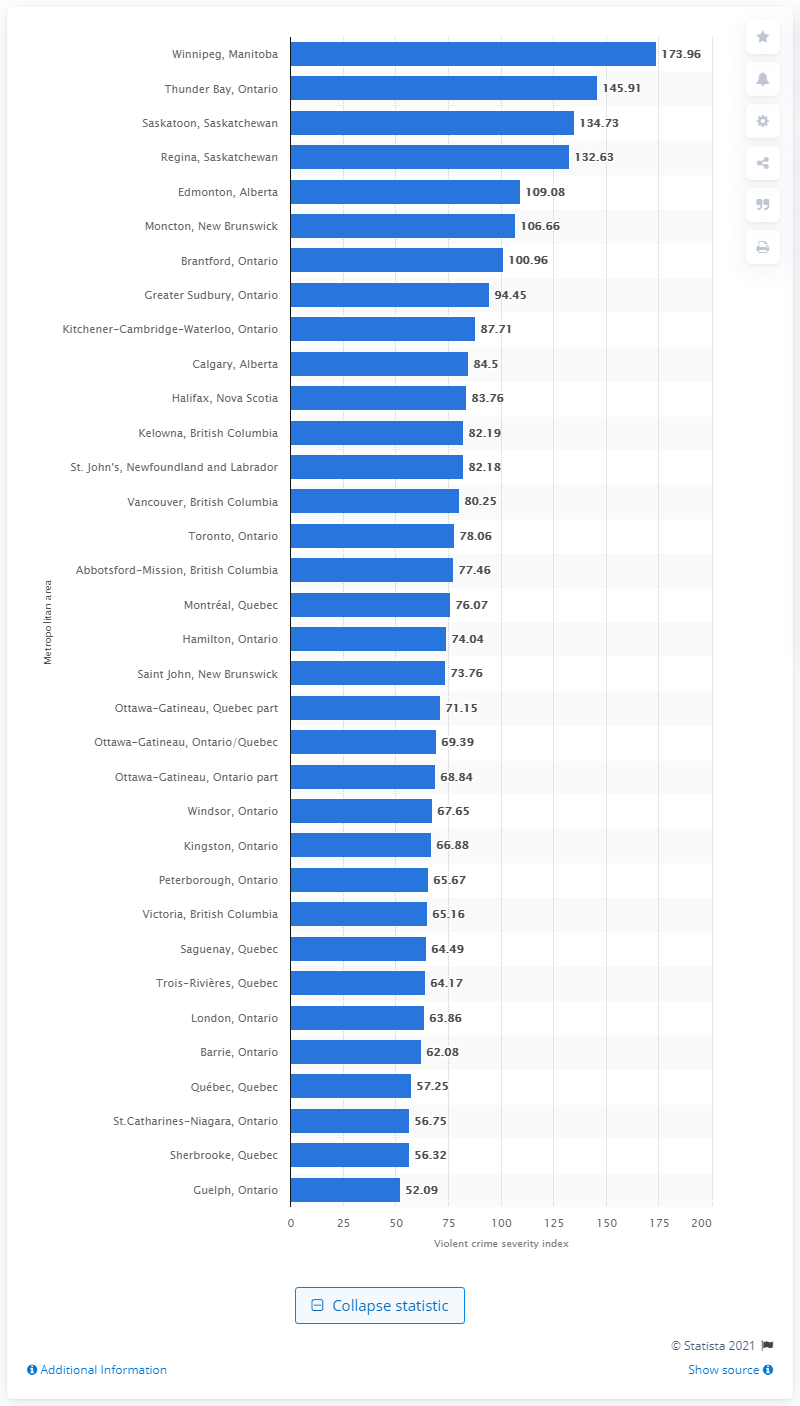 Winnipeg, Manitoba 173.96
Thunder Bay, Ontario 145.91
Saskatoon, Saskatchewan 134.73
Regina, Saskatchewan 132.63
Edmonton, Alberta 109.08
Moncton, New Brunswick 106.66
Brantford, Ontario 100.96
Greater Sudbury, Ontario 94.45
Kitchener-Cambridge-Waterloo, Ontario 87.71
Calgary, Alberta 84.5
Halifax, Nova Scotia 83.76
Kelowna, British Columbia 82.19
St. John's, Newfoundland and Labrador 82.18
Vancouver, British Columbia 80.25
Toronto, Ontario 78.06
Abbotsford-Mission, British Columbia 77.46
Montréal, Quebec 76.07
Hamilton, Ontario 74.04
Saint John, New Brunswick 73.76
Ottawa-Gatineau, Quebec part 71.15
Ottawa-Gatineau, Ontario/Quebec 69.39
Ottawa-Gatineau, Ontario part 68.84
Windsor, Ontario 67.65
Kingston, Ontario 66.88
Peterborough, Ontario 65.67
Victoria, British Columbia 65.16
Saguenay, Quebec 64.49
Trois-Rivières, Quebec 64.17
London, Ontario 63.86
Barrie, Ontario 62.08
Québec, Quebec 57.25
St.Catharines-Niagara, Ontario 56.75
Sherbrooke, Quebec 56.32
Guelph, Ontario 52.09
Metropolitan area
0 25 50 75 100 125 150 175 200
Violent crime severity index
Collapse statistic
© Statista 2021
Additional Information
Show source